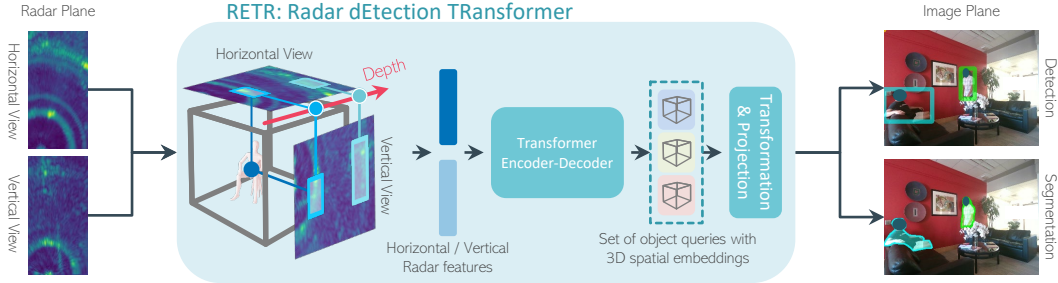 RETR: Radar dEtection TRansformer
Radar Plane
Image Plane
Horizontal View
Vertical View
Horizontal View
Depth
Vertical View
Horizontal / Vertical
Radar features
Transformer
Encoder-Decoder
Set of object queries with
3D spatial embeddings
Transformation
& Projection
Detection
Segmentation